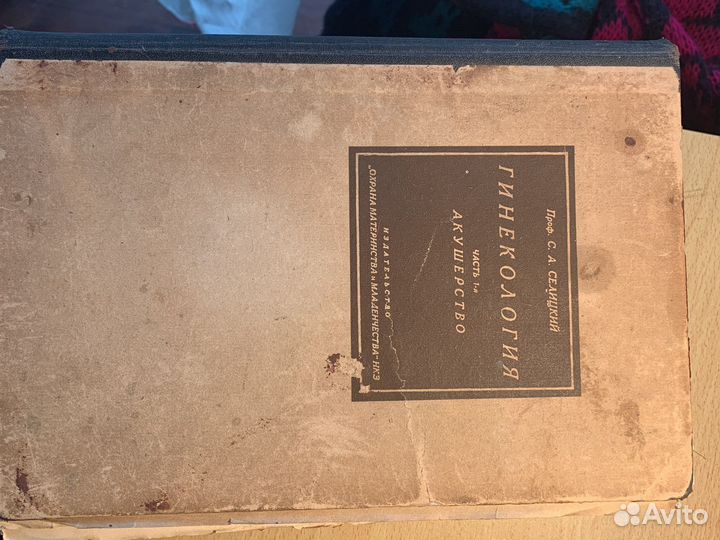 Проф. С. А. СЕЛИЦКИЙ
ГИНЕКОЛОГИЯ
ЧАСТЬ 1-я
АКУШЕРСТВО
ИЗДАТЕЛЬСТВО
„ОХРАНА МАТЕРИНСТВА и МЛАДЕНЧЕСТВА“ НКЗ
Avito